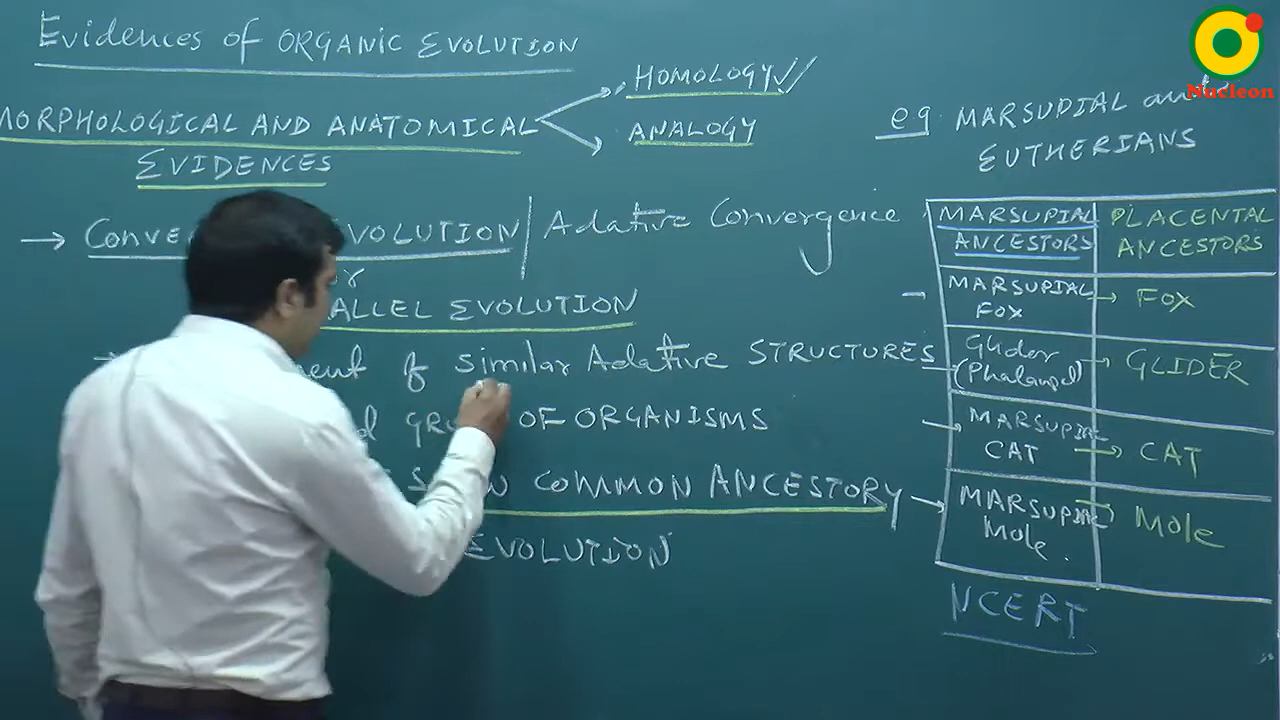 Evidences of ORGANIC EVOLUTION
MORPHOLOGICAL AND ANATOMICAL
EVIDENCES
HOMOLOGY
ANALOGY
EVOLUTION
Adative Convergence
EVOLUTION
of similar Adative STRUCTURES
OF ORGANISMS
COMMON ANCESTORY
EVOLUTION
eg MARSUPIAL and
EUTHERIANS
MARSUPIAL ANCESTORS
PLACENTAL ANCESTORS
MARSUPIAL FOX
FOX
Glider (Phalanger)
GLIDER
MARSUPIAL CAT
CAT
MARSUPIAL Mole
MOLE
NCERT
Nucleon